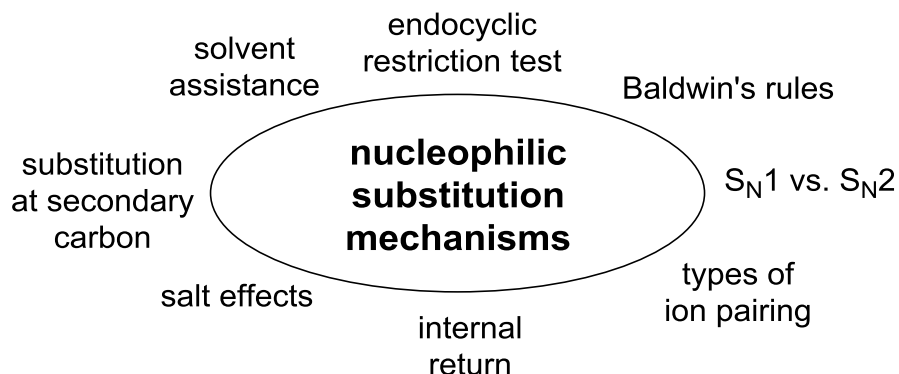 endocyclic
restriction test
solvent
assistance
Baldwin's rules
nucleophilic
substitution
mechanisms
substitution
at secondary
carbon
SN1 vs. SN2
types of
ion pairing
salt effects
internal
return